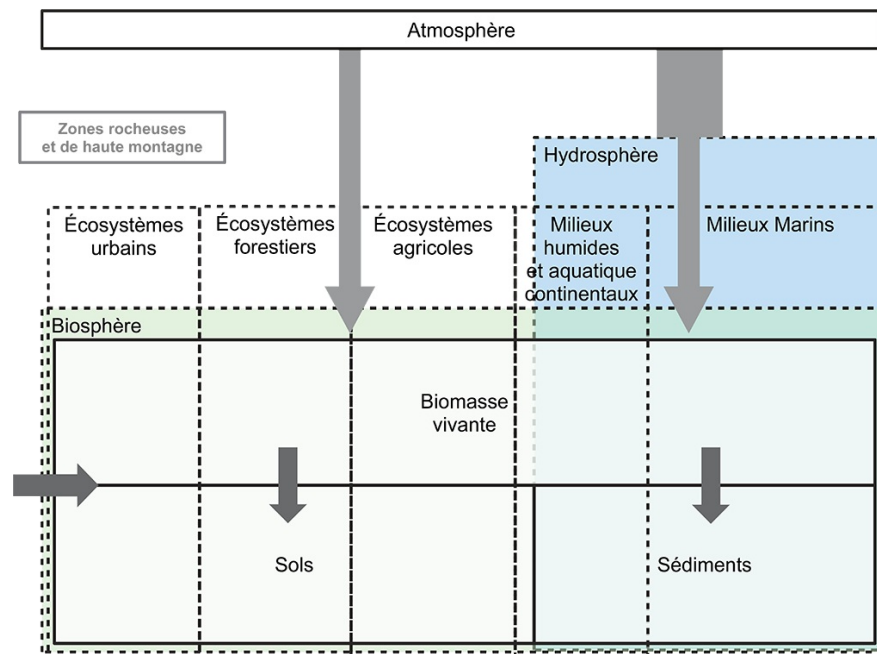 Atmosphère
Zones rocheuses
et de haute montagne
Hydrosphère
Écosystèmes
urbains
Écosystèmes
forestiers
Écosystèmes
agricoles
Milieux
humides
et aquatique
continentaux
Milieux Marins
Biosphère
Biomasse
vivante
Sols
Sédiments